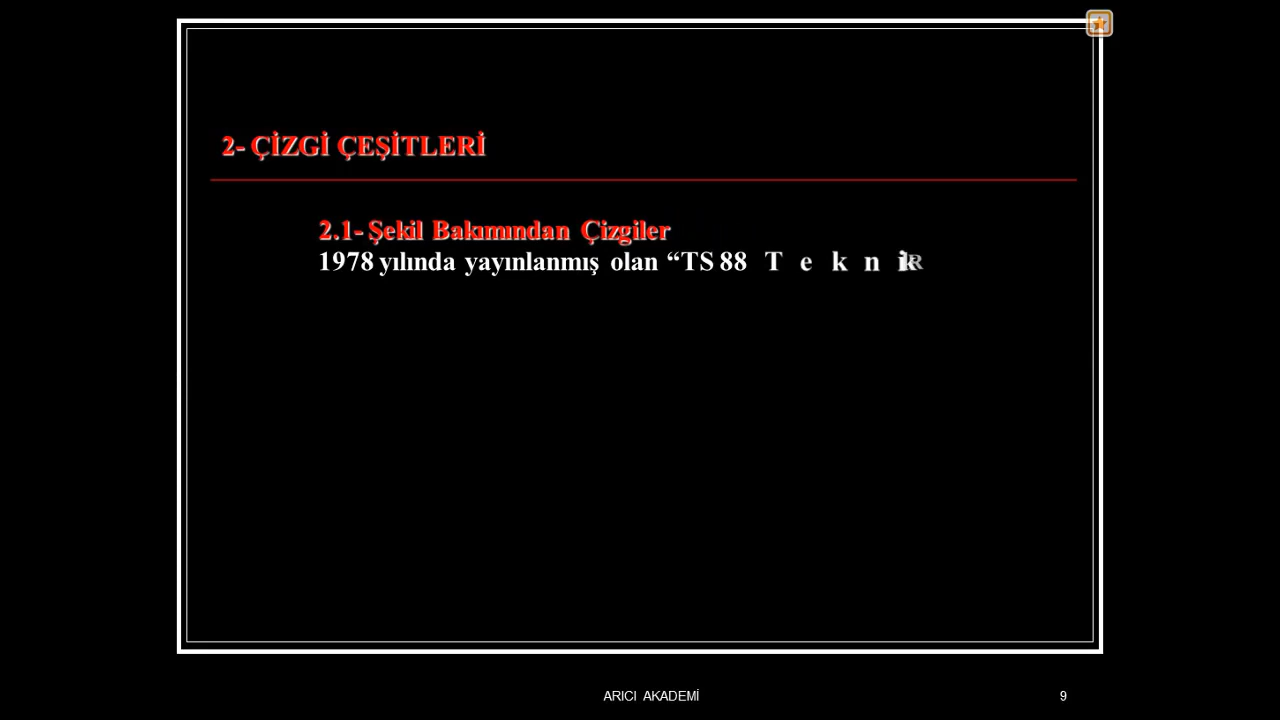 2- ÇİZGİ ÇEŞİTLERİ
2.1- Şekil Bakımından Çizgiler
1978 yılında yayınlanmış olan “TS 88 Teknik R
ARICI AKADEMİ
9